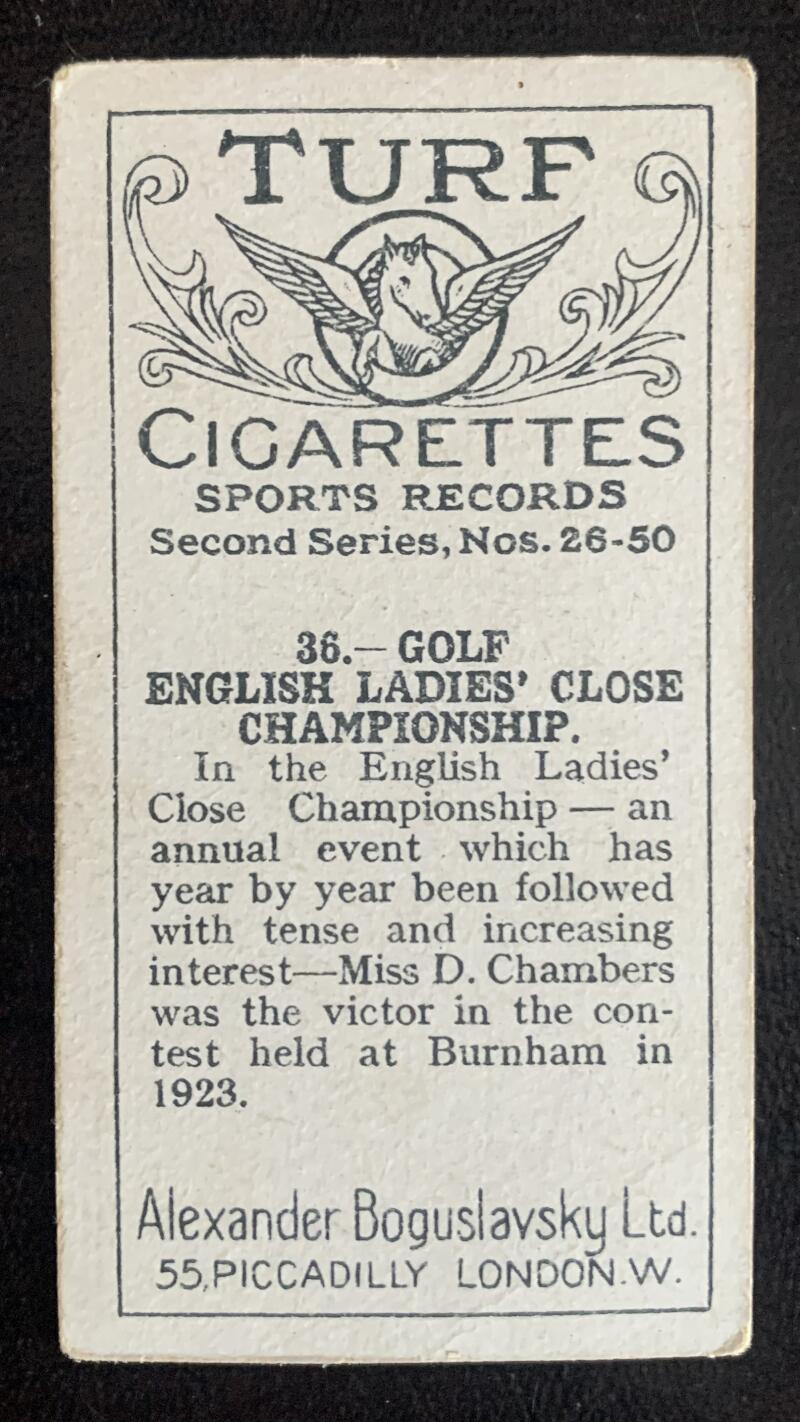 TURF
CIGARETTES
SPORTS RECORDS
Second Series, Nos. 26-50
36.— GOLF
ENGLISH LADIES' CLOSE
CHAMPIONSHIP.
In the English Ladies'
Close Championship — an
annual event which has
year by year been followed
with tense and increasing
interest—Miss D. Chambers
was the victor in the con-
test held at Burnham in
1923.
Alexander Boguslavsky Ltd.
55, PICCADILLY LONDON.W.